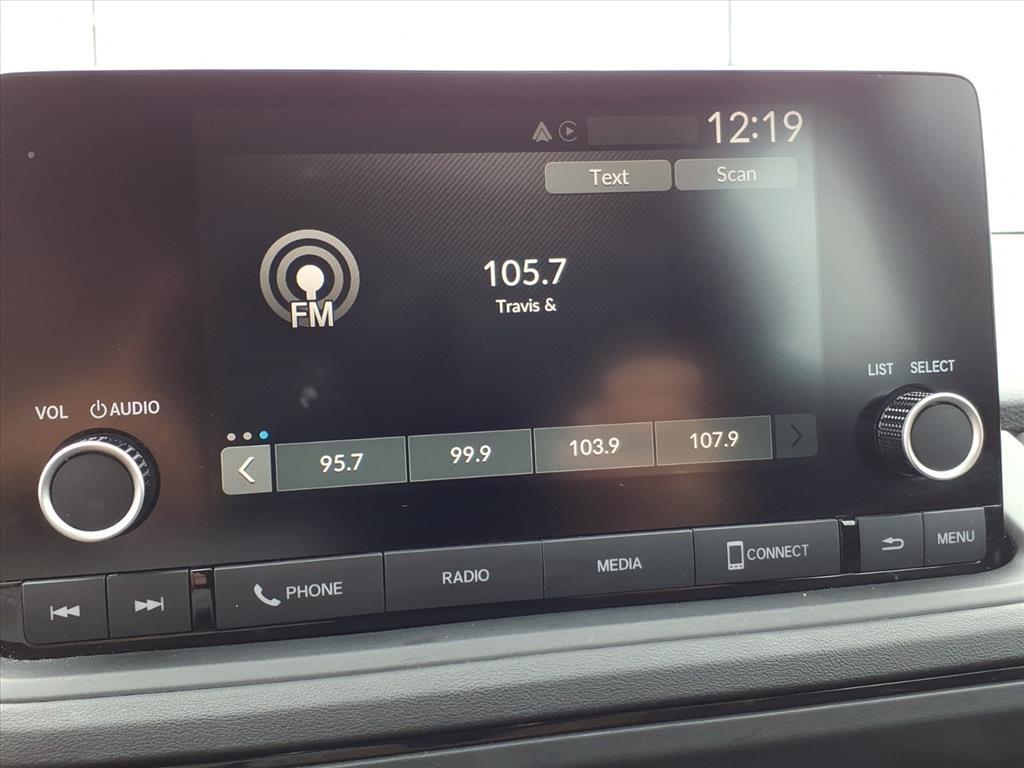 12:19
Text Scan
FM
105.7
Travis &
VOL AUDIO
LIST SELECT
95.7 99.9 103.9 107.9
PHONE RADIO MEDIA CONNECT MENU